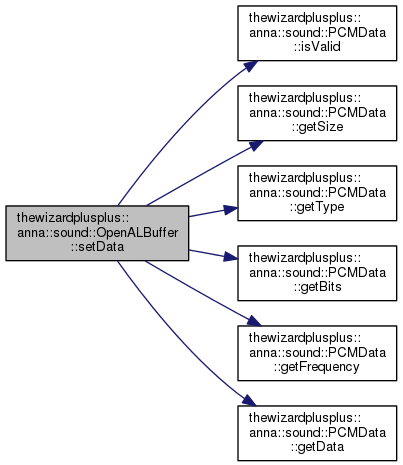 thewizardplusplus::
anna::sound::OpenALBuffer
::setData
thewizardplusplus::
anna::sound::PCMData
::isValid
thewizardplusplus::
anna::sound::PCMData
::getSize
thewizardplusplus::
anna::sound::PCMData
::getType
thewizardplusplus::
anna::sound::PCMData
::getBits
thewizardplusplus::
anna::sound::PCMData
::getFrequency
thewizardplusplus::
anna::sound::PCMData
::getData